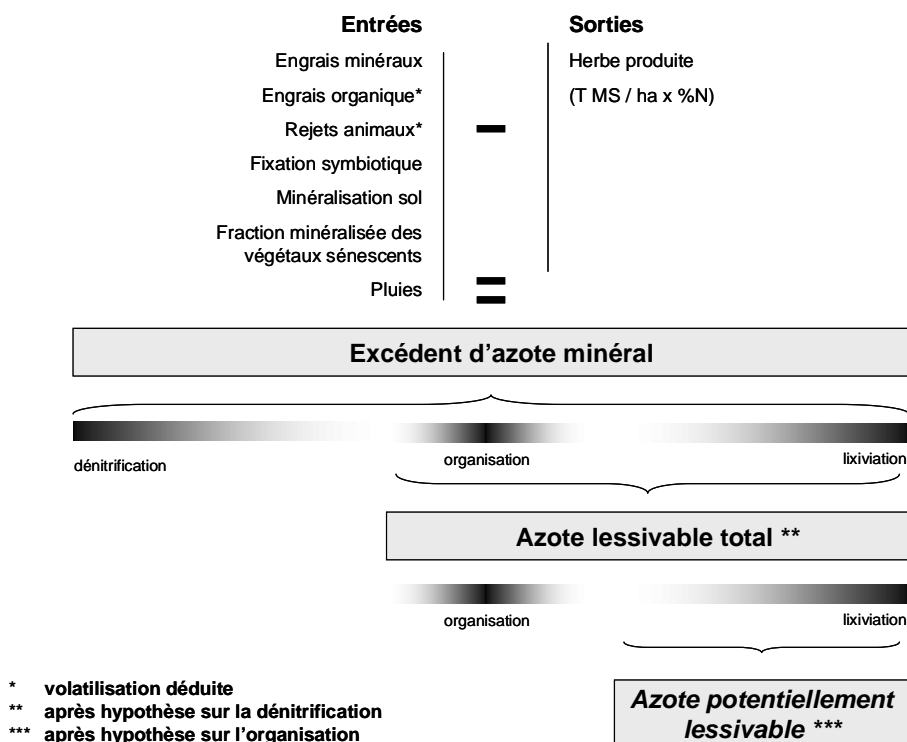 Entrées
Sorties
Engrais minéraux
Herbe produite
Engrais organique*
(T MS / ha x %N)
Rejets animaux*
Fixation symbiotique
Minéralisation sol
Fraction minéralisée des
végétaux sénescents
Pluies
Excédent d'azote minéral
dénitrification
organisation
lixiviation
Azote lessivable total **
organisation
lixiviation
Azote potentiellement
lessivable ***
* volatilisation déduite
** après hypothèse sur la dénitrification
*** après hypothèse sur l'organisation